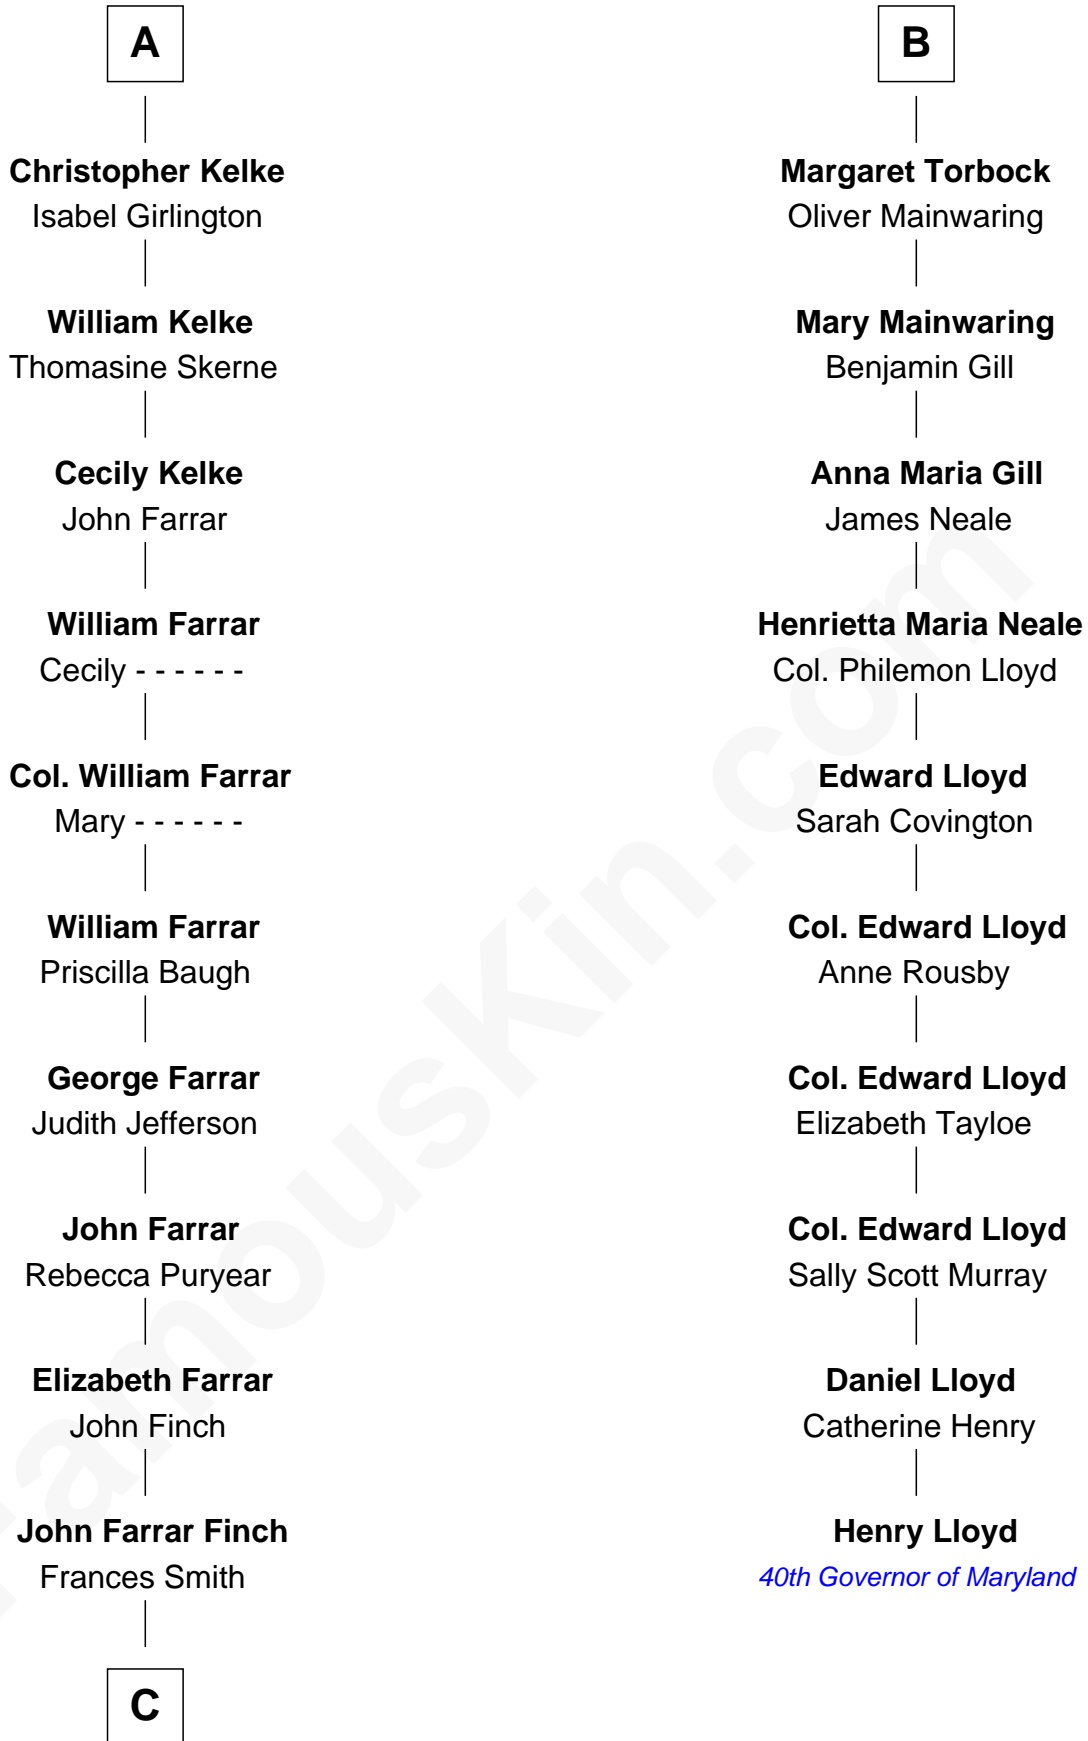 A
Christopher Kelke
Isabel Girlington
William Kelke
Thomasine Skerne
Cecily Kelke
John Farrar
William Farrar
Cecily - - - - - -
Col. William Farrar
Mary - - - - - -
William Farrar
Priscilla Baugh
George Farrar
Judith Jefferson
John Farrar
Rebecca Puryear
Elizabeth Farrar
John Finch
John Farrar Finch
Frances Smith
C
B
Margaret Torbock
Oliver Mainwaring
Mary Mainwaring
Benjamin Gill
Anna Maria Gill
James Neale
Henrietta Maria Neale
Col. Philemon Lloyd
Edward Lloyd
Sarah Covington
Col. Edward Lloyd
Anne Rousby
Col. Edward Lloyd
Elizabeth Tayloe
Col. Edward Lloyd
Sally Scott Murray
Daniel Lloyd
Catherine Henry
Henry Lloyd
40th Governor of Maryland
FamousKin.com